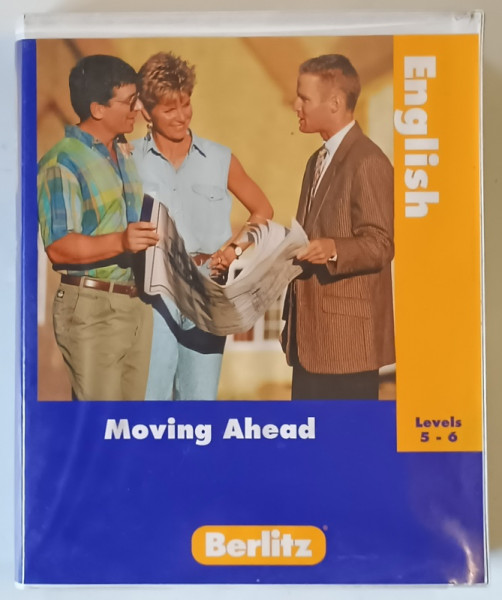 English
Levels
5 - 6
Moving Ahead
Berlitz